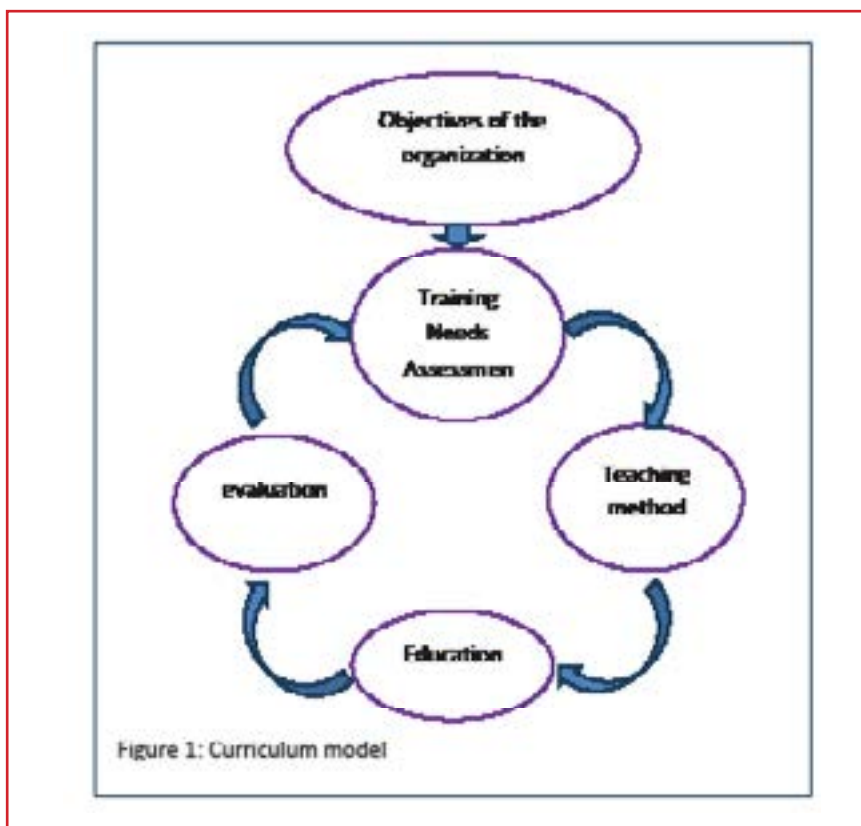 Objectives of the
organization
Training
Needs
Assessmen
Teaching
method
Education
evaluation
Figure 1: Curriculum model